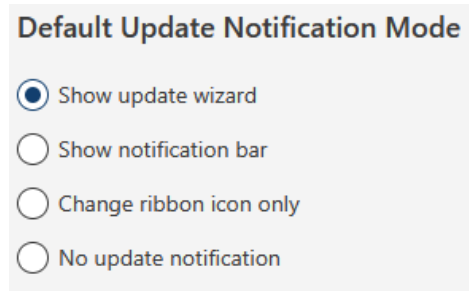 Default Update Notification Mode
Show update wizard
Show notification bar
Change ribbon icon only
No update notification